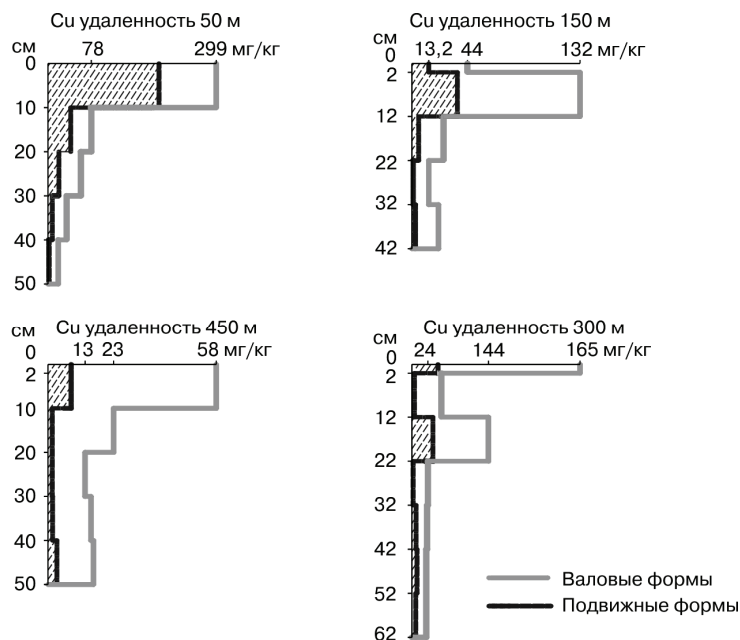 Cu удаленность 50 м
см
78 299 мг/кг
0
10
20
30
40
50
Cu удаленность 150 м
см
13,2 44 132 мг/кг
0
2
12
22
32
42
Cu удаленность 450 м
см
13 23 58 мг/кг
0
2
10
20
30
40
50
Cu удаленность 300 м
см
24 144 165 мг/кг
0
2
12
22
32
42
52
62
Валовые формы
Подвижные формы